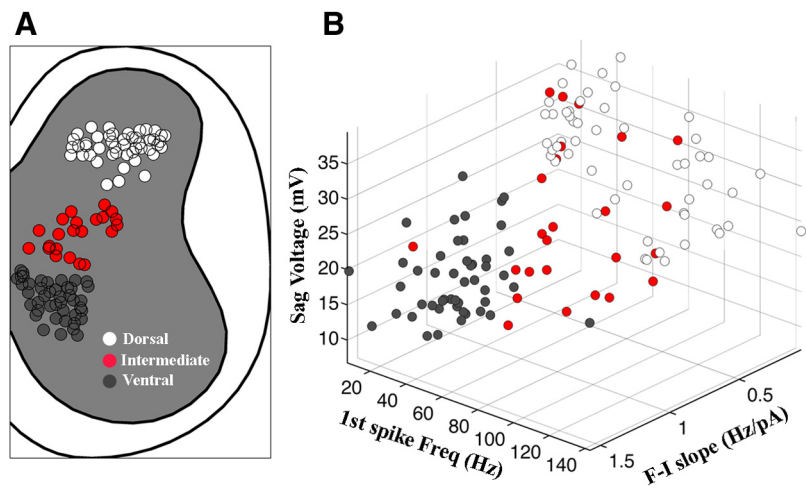 A
B
Dorsal
Intermediate
Ventral
Sag Voltage (mV)
35
30
25
20
15
10
20
40
60
80
100
120
140
1st spike Freq (Hz)
0.5
1
1.5
F-I slope (Hz/pA)